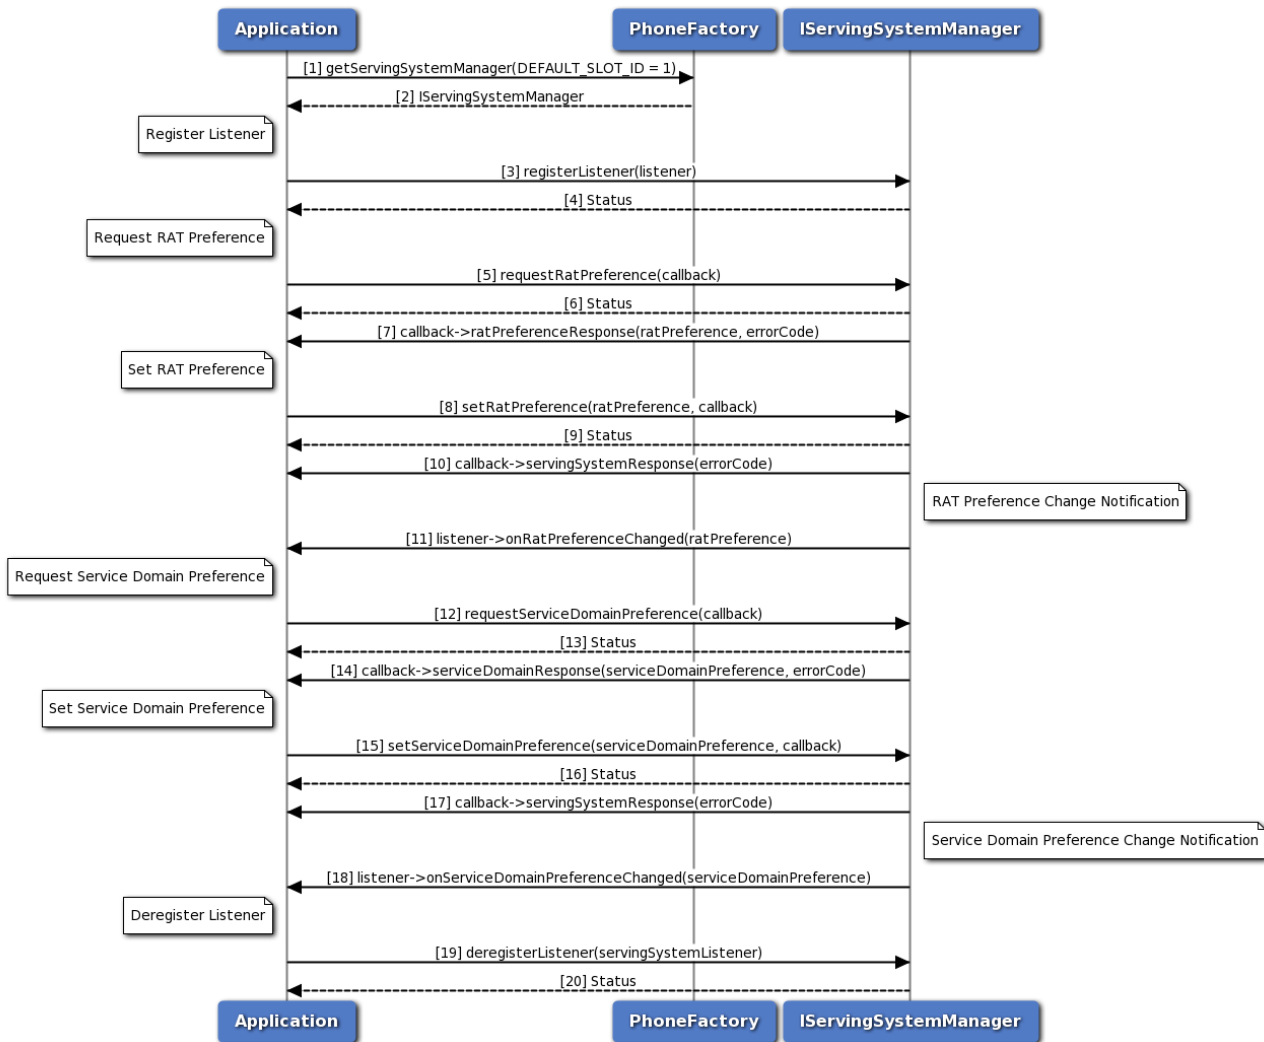 Application
PhoneFactory
IServingSystemManager
[1] getServingSystemManager(DEFAULT_SLOT_ID = 1)
[2] IServingSystemManager
Register Listener
[3] registerListener(listener)
[4] Status
Request RAT Preference
[5] requestRatPreference(callback)
[6] Status
[7] callback->ratPreferenceResponse(ratPreference, errorCode)
Set RAT Preference
[8] setRatPreference(ratPreference, callback)
[9] Status
[10] callback->servingSystemResponse(errorCode)
RAT Preference Change Notification
[11] listener->onRatPreferenceChanged(ratPreference)
Request Service Domain Preference
[12] requestServiceDomainPreference(callback)
[13] Status
[14] callback->serviceDomainResponse(serviceDomainPreference, errorCode)
Set Service Domain Preference
[15] setServiceDomainPreference(serviceDomainPreference, callback)
[16] Status
[17] callback->servingSystemResponse(errorCode)
Service Domain Preference Change Notification
[18] listener->onServiceDomainPreferenceChanged(serviceDomainPreference)
Deregister Listener
[19] deregisterListener(servingSystemListener)
[20] Status
Application
PhoneFactory
IServingSystemManager